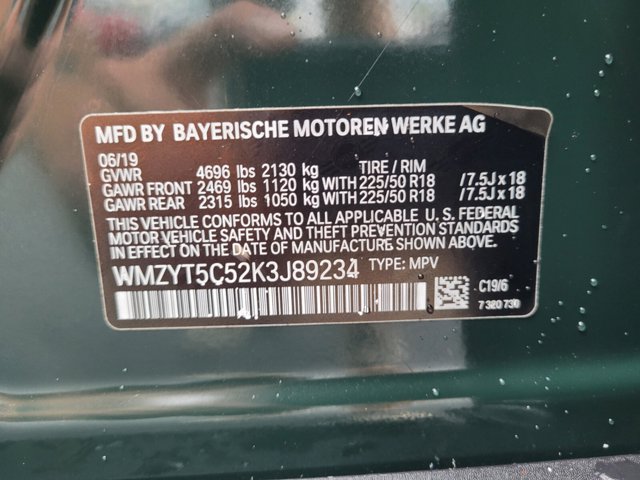 MFD BY BAYERISCHE MOTOREN WERKE AG
06/19
GVWR 4696 lbs 2130 kg TIRE / RIM
GAWR FRONT 2469 lbs 1120 kg WITH 225/50 R18 /7.5J x 18
GAWR REAR 2315 lbs 1050 kg WITH 225/50 R18 /7.5J x 18
THIS VEHICLE CONFORMS TO ALL APPLICABLE U. S. FEDERAL
MOTOR VEHICLE SAFETY AND THEFT PREVENTION STANDARDS
IN EFFECT ON THE DATE OF MANUFACTURE SHOWN ABOVE.
WMZYT5C52K3J89234 TYPE: MPV
C19/6
7 320 730